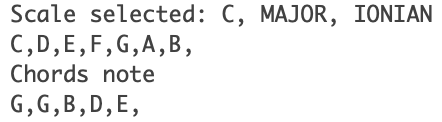 Scale selected: C, MAJOR, IONIAN
C,D,E,F,G,A,B,
Chords note
G,G,B,D,E,